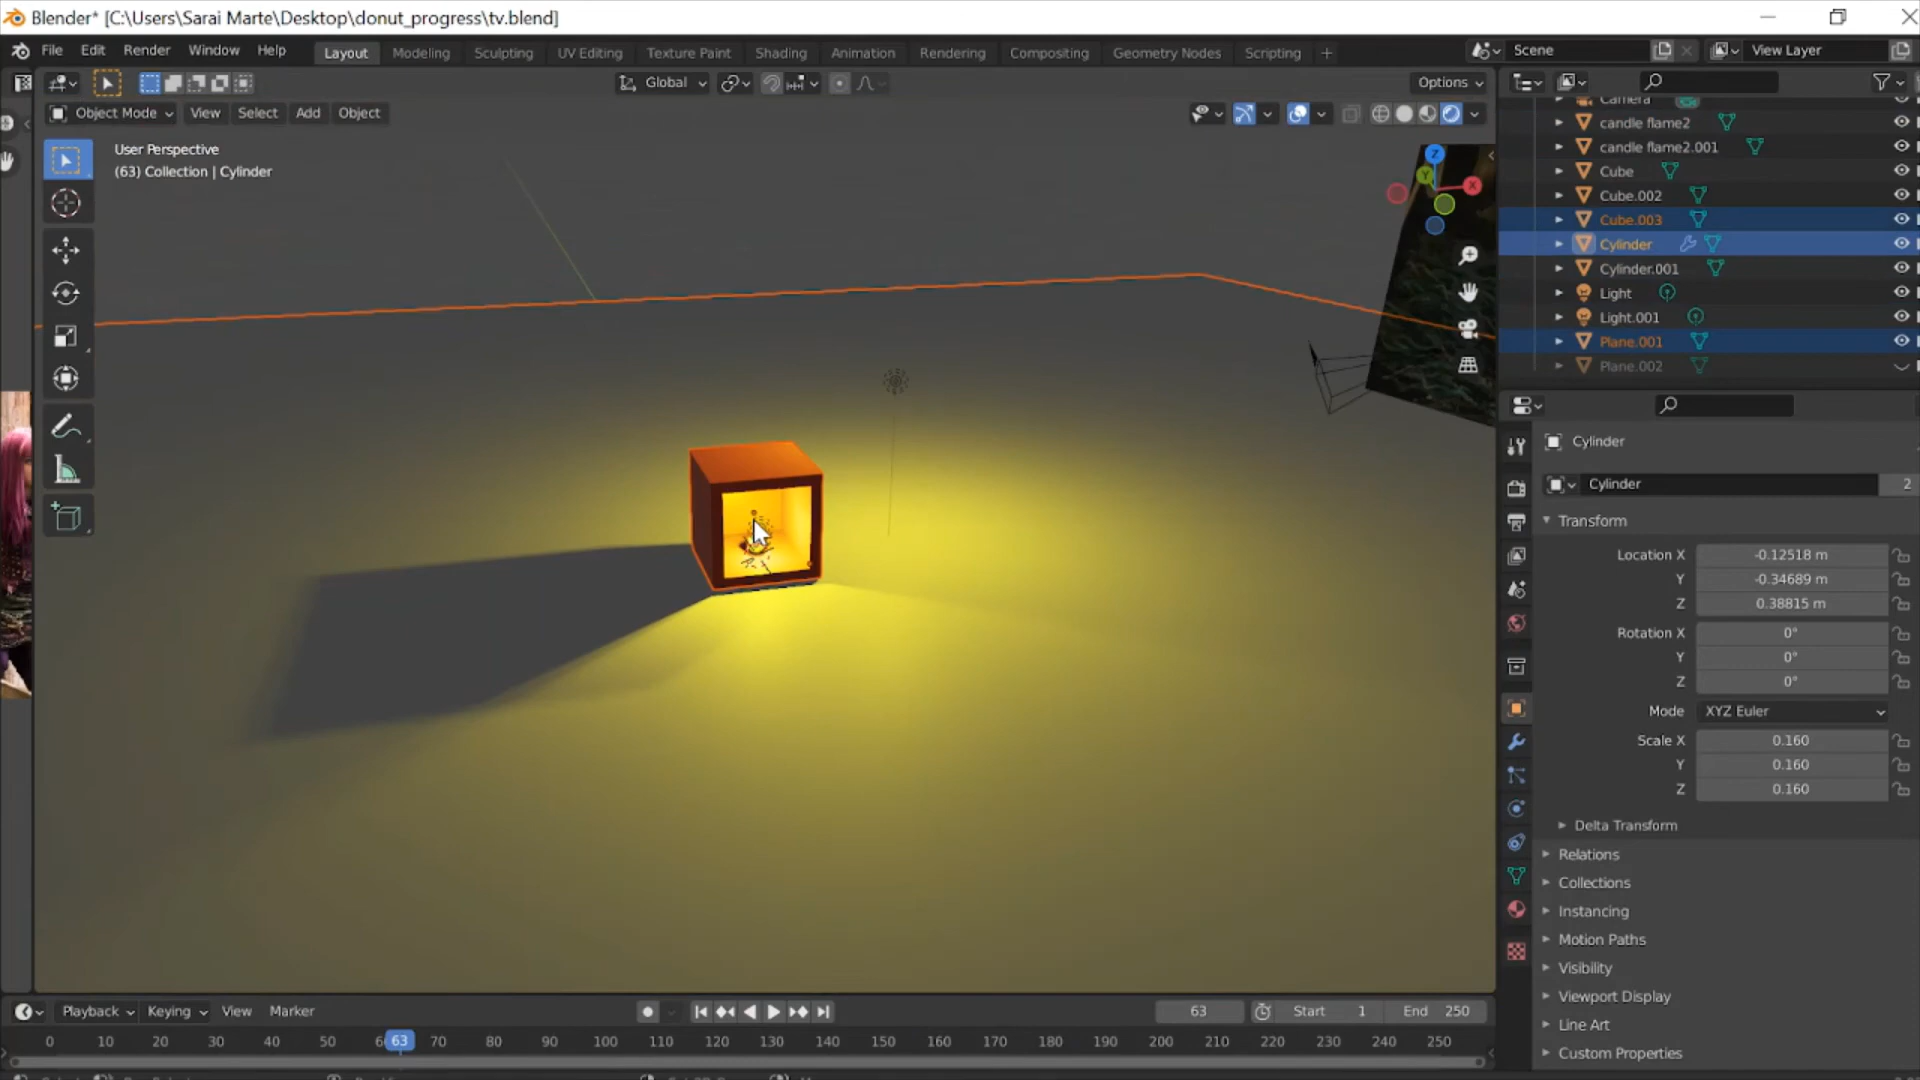 Blender* [C:\Users\Sarai Marte\Desktop\donut_progress\tv.blend]
File Edit Render Window Help Layout Modeling Sculpting UV Editing Texture Paint Shading Animation Rendering Compositing Geometry Nodes Scripting + Scene View Layer
Global Options
Object Mode View Select Add Object
User Perspective
(63) Collection | Cylinder
Z
Y
X
Camera
candle flame2
candle flame2.001
Cube
Cube.002
Cube.003
Cylinder
Cylinder.001
Light
Light.001
Plane.001
Plane.002
Cylinder
Cylinder 2
Transform
Location X -0.12518 m
Y -0.34689 m
Z 0.38815 m
Rotation X 0°
Y 0°
Z 0°
Mode XYZ Euler
Scale X 0.160
Y 0.160
Z 0.160
Delta Transform
Relations
Collections
Instancing
Motion Paths
Visibility
Viewport Display
Line Art
Custom Properties
Playback Keying View Marker 63 Start 1 End 250
0 10 20 30 40 50 63 70 80 90 100 110 120 130 140 150 160 170 180 190 200 210 220 230 240 250